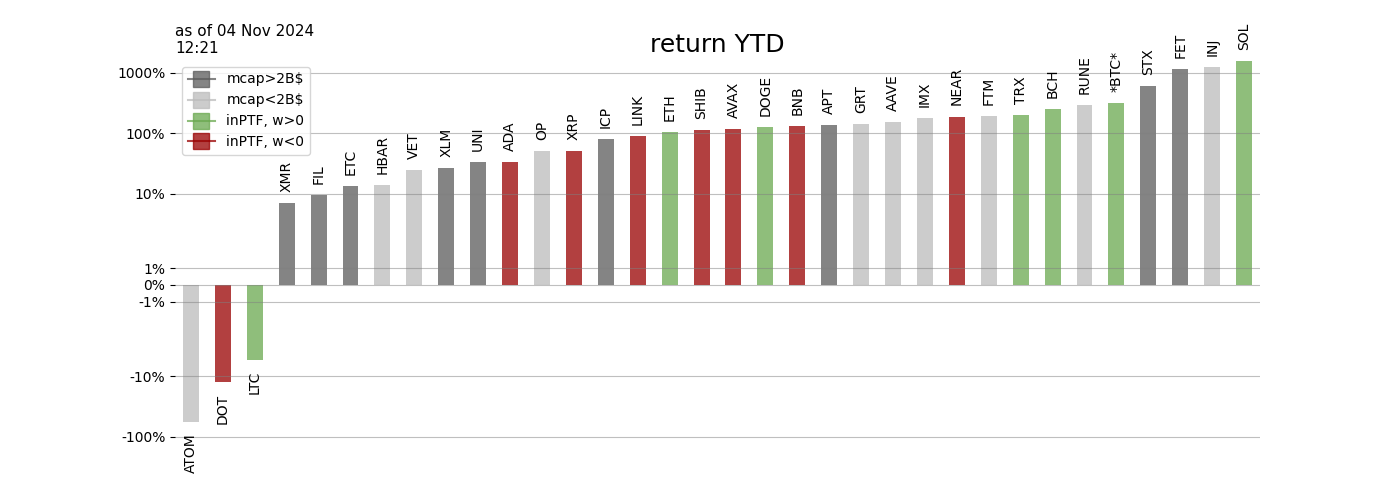 as of 04 Nov 2024
12:21
return YTD
mcap>2B$
mcap<2B$
inPTF, w>0
inPTF, w<0
1000%
100%
10%
1%
0%
-1%
-10%
-100%
ATOM
DOT
LTC
XMR
FIL
ETC
HBAR
VET
XLM
UNI
ADA
OP
XRP
ICP
LINK
ETH
SHIB
AVAX
DOGE
BNB
APT
GRT
AAVE
IMX
NEAR
FTM
TRX
BCH
RUNE
*BTC*
STX
FET
INJ
SOL